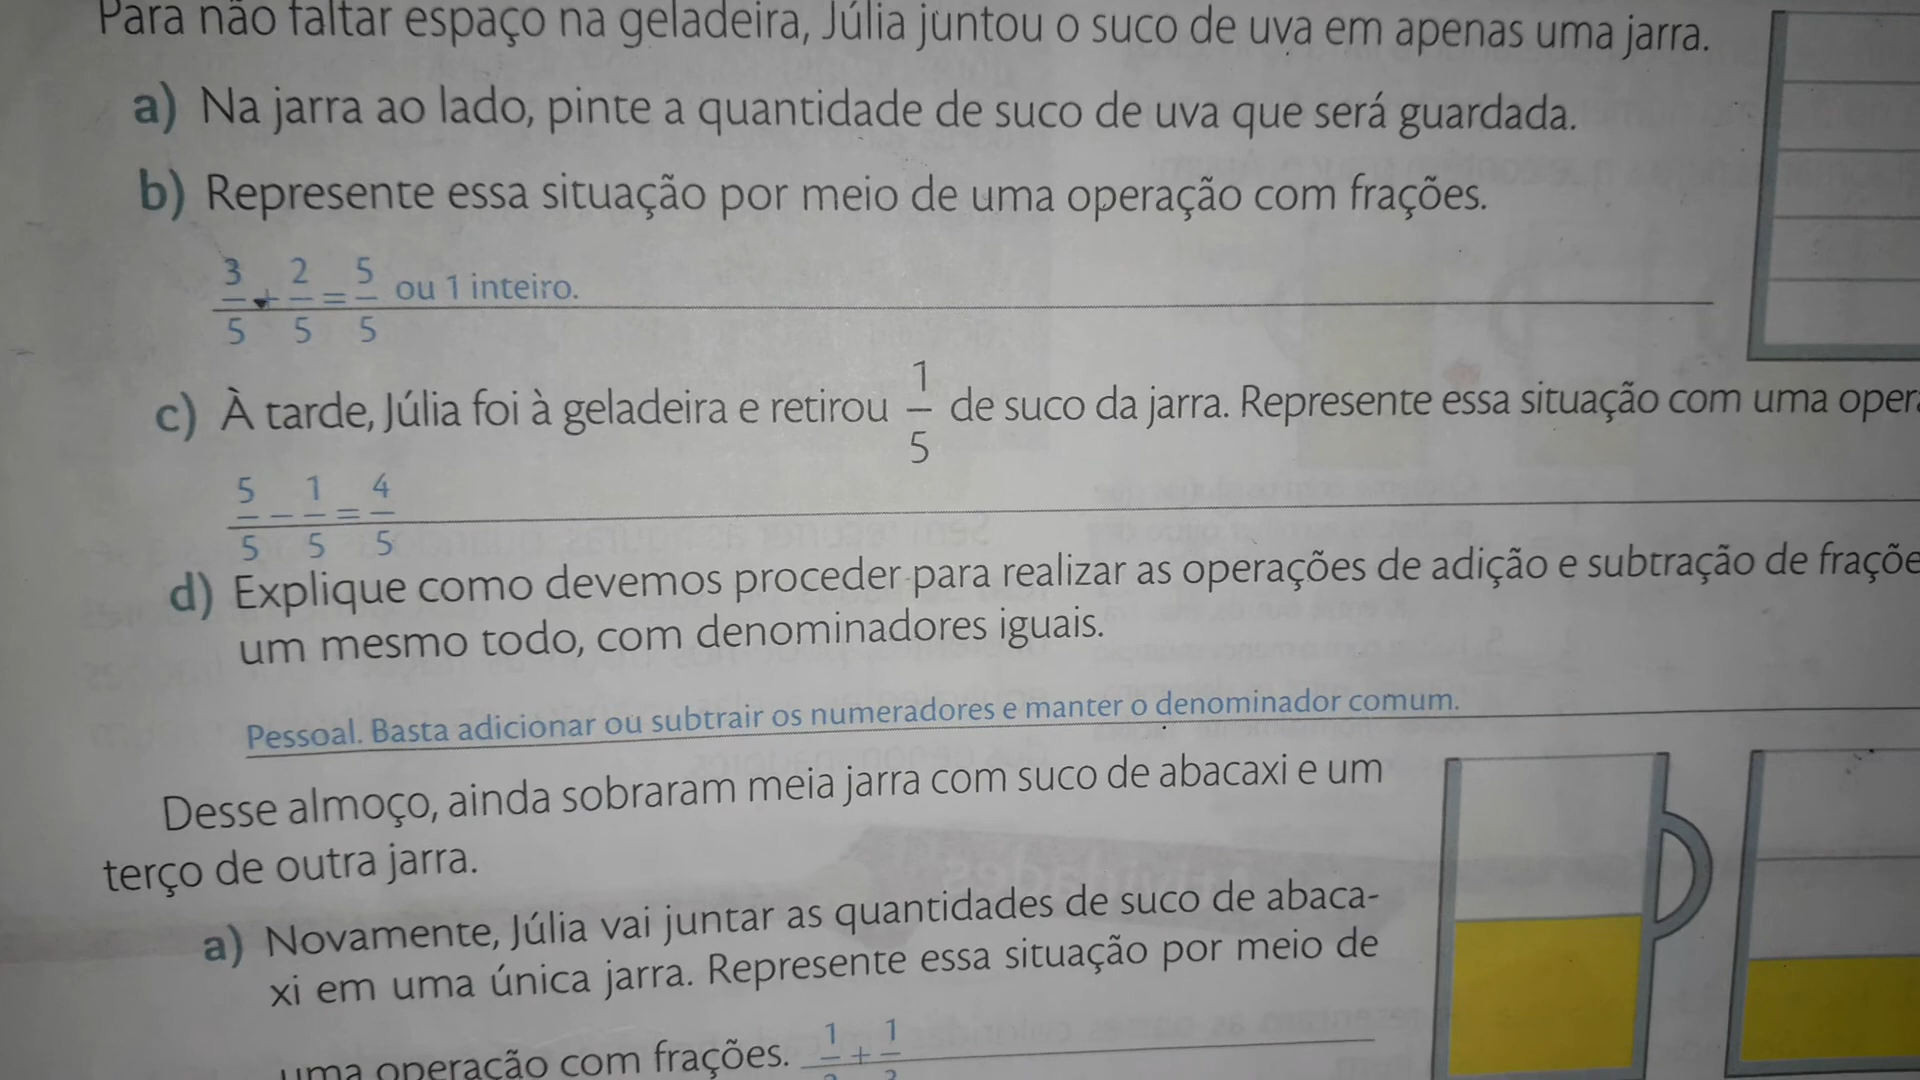 Para não faltar espaço na geladeira, Júlia juntou o suco de uva em apenas uma jarra.
a) Na jarra ao lado, pinte a quantidade de suco de uva que será guardada.
b) Represente essa situação por meio de uma operação com frações.
3/5 + 2/5 = 5/5 ou 1 inteiro.
c) À tarde, Júlia foi à geladeira e retirou 1/5 de suco da jarra. Represente essa situação com uma oper
5/5 − 1/5 = 4/5
d) Explique como devemos proceder para realizar as operações de adição e subtração de fraçõe
um mesmo todo, com denominadores iguais.
Pessoal. Basta adicionar ou subtrair os numeradores e manter o denominador comum.
Desse almoço, ainda sobraram meia jarra com suco de abacaxi e um
terço de outra jarra.
a) Novamente, Júlia vai juntar as quantidades de suco de abaca-
xi em uma única jarra. Represente essa situação por meio de
uma operação com frações. 1/2 + 1/3